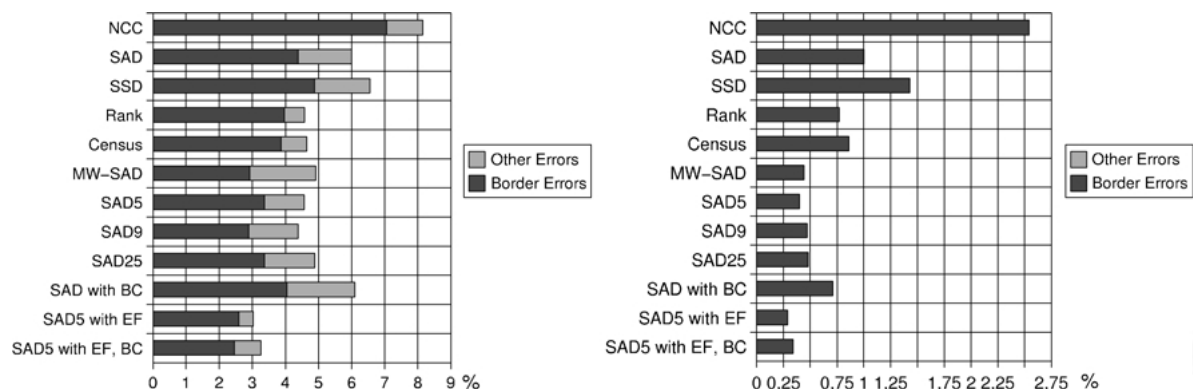 NCC
SAD
SSD
Rank
Census
MW-SAD
SAD5
SAD9
SAD25
SAD with BC
SAD5 with EF
SAD5 with EF, BC
0 1 2 3 4 5 6 7 8 9 %
Other Errors
Border Errors
NCC
SAD
SSD
Rank
Census
MW-SAD
SAD5
SAD9
SAD25
SAD with BC
SAD5 with EF
SAD5 with EF, BC
0 0.25 0.75 1 1.25 1.75 2 2.25 2.75 %
Other Errors
Border Errors